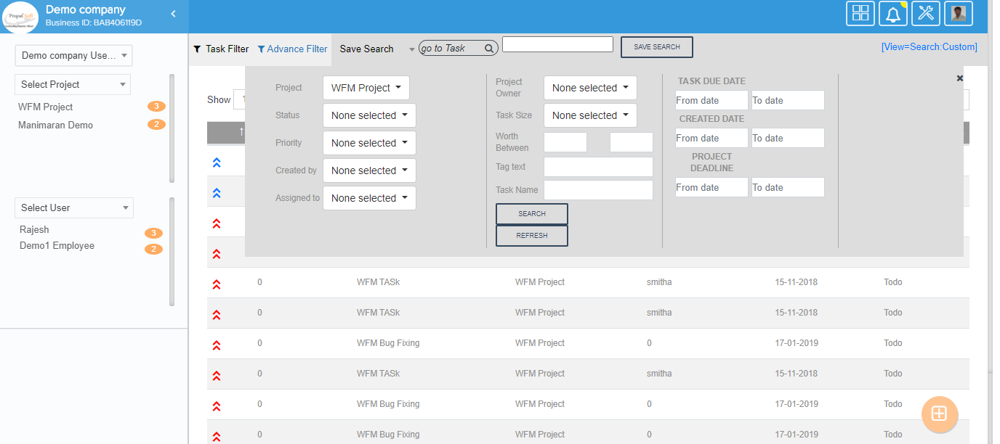 Demo company
Business ID: BAB406119D
Demo company Use...
Select Project
WFM Project 3
Manimaran Demo 2
Select User
Rajesh 3
Demo1 Employee 2
Task Filter Advance Filter Save Search go to Task SAVE SEARCH [View=Search:Custom]
Show
Project WFM Project
Status None selected
Priority None selected
Created by None selected
Assigned to None selected
Project Owner None selected
Task Size None selected
Worth Between
Tag text
Task Name
SEARCH
REFRESH
TASK DUE DATE
From date To date
CREATED DATE
From date To date
PROJECT DEADLINE
From date To date
0 WFM TASk WFM Project smitha 15-11-2018 Todo
0 WFM TASk WFM Project smitha 15-11-2018 Todo
0 WFM Bug Fixing WFM Project 0 17-01-2019 Todo
0 WFM TASk WFM Project smitha 15-11-2018 Todo
0 WFM Bug Fixing WFM Project 0 17-01-2019 Todo
0 WFM Bug Fixing WFM Project 0 17-01-2019 Todo